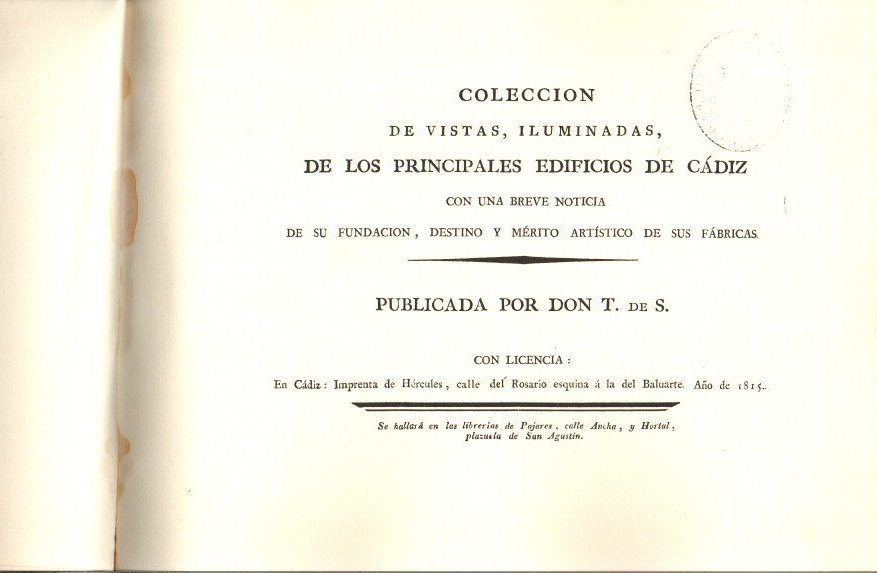 COLECCION
DE VISTAS, ILUMINADAS,
DE LOS PRINCIPALES EDIFICIOS DE CÁDIZ
CON UNA BREVE NOTICIA
DE SU FUNDACION, DESTINO Y MÉRITO ARTÍSTICO DE SUS FÁBRICAS.
PUBLICADA POR DON T. DE S.
CON LICENCIA:
En Cádiz: Imprenta de Hércules, calle del Rosario esquina á la del Baluarte. Año de 1815.
Se hallará en las librerías de Pajares, calle Ancha, y Hortal,
plazuela de San Agustin.